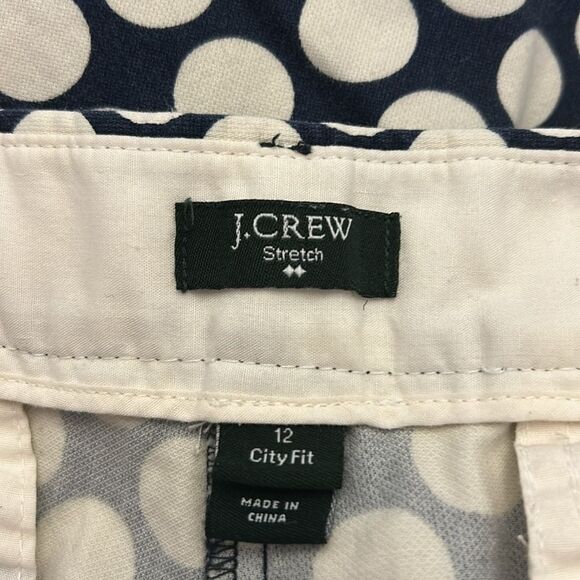 J.CREW
Stretch
12
City Fit
MADE IN
CHINA